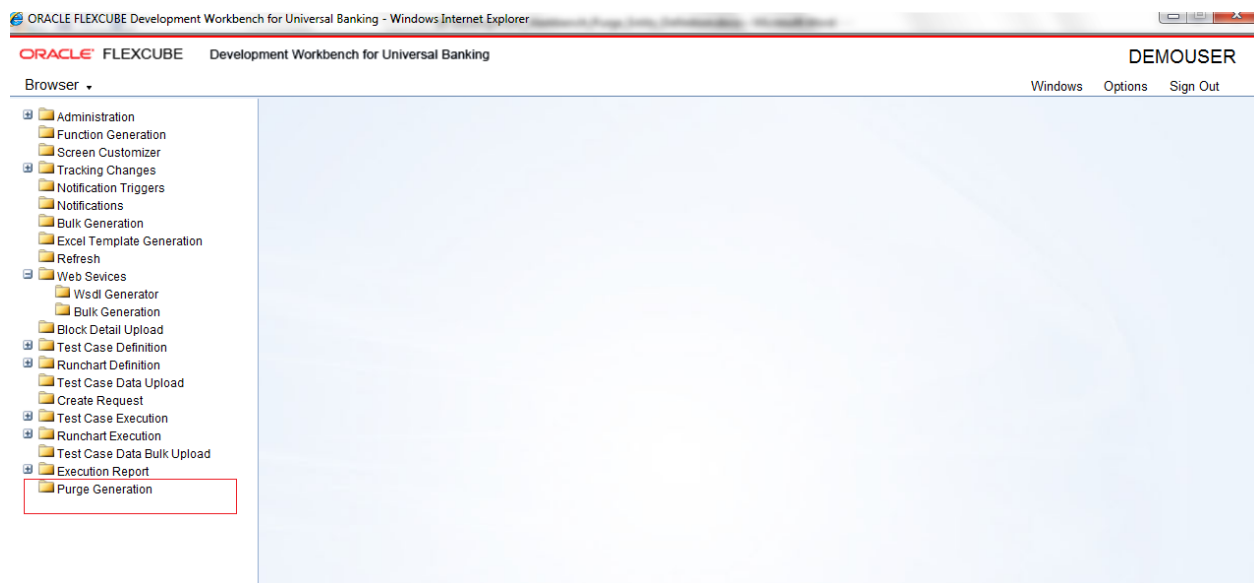 ORACLE FLEXCUBE Development Workbench for Universal Banking - Windows Internet Explorer
ORACLE® FLEXCUBE Development Workbench for Universal Banking
DEMOUSER
Browser
Windows Options Sign Out
Administration
Function Generation
Screen Customizer
Tracking Changes
Notification Triggers
Notifications
Bulk Generation
Excel Template Generation
Refresh
Web Sevices
Wsdl Generator
Bulk Generation
Block Detail Upload
Test Case Definition
Runchart Definition
Test Case Data Upload
Create Request
Test Case Execution
Runchart Execution
Test Case Data Bulk Upload
Execution Report
Purge Generation